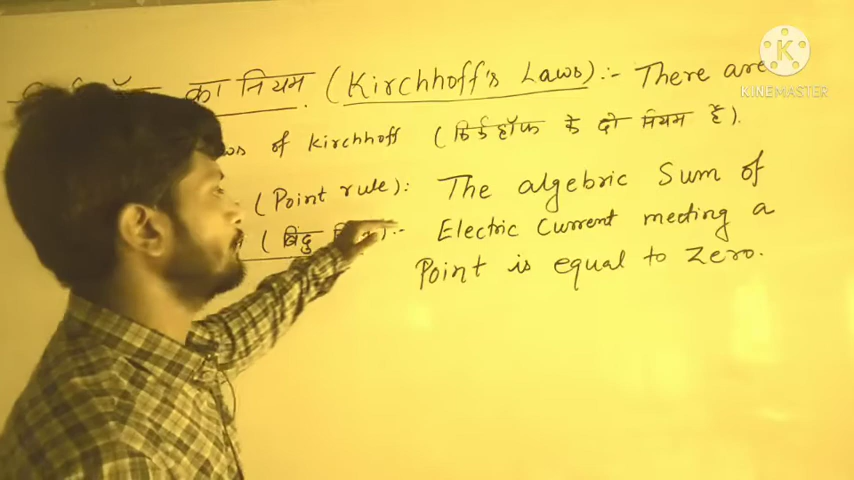 का नियम (Kirchhoff's Laws):- There are
of Kirchhoff (किर्कहॉफ के दो नियम हैं).
(Point rule): The algebric Sum of
(बिंदु :- Electric Current meeting a
Point is equal to Zero.
KINEMASTER